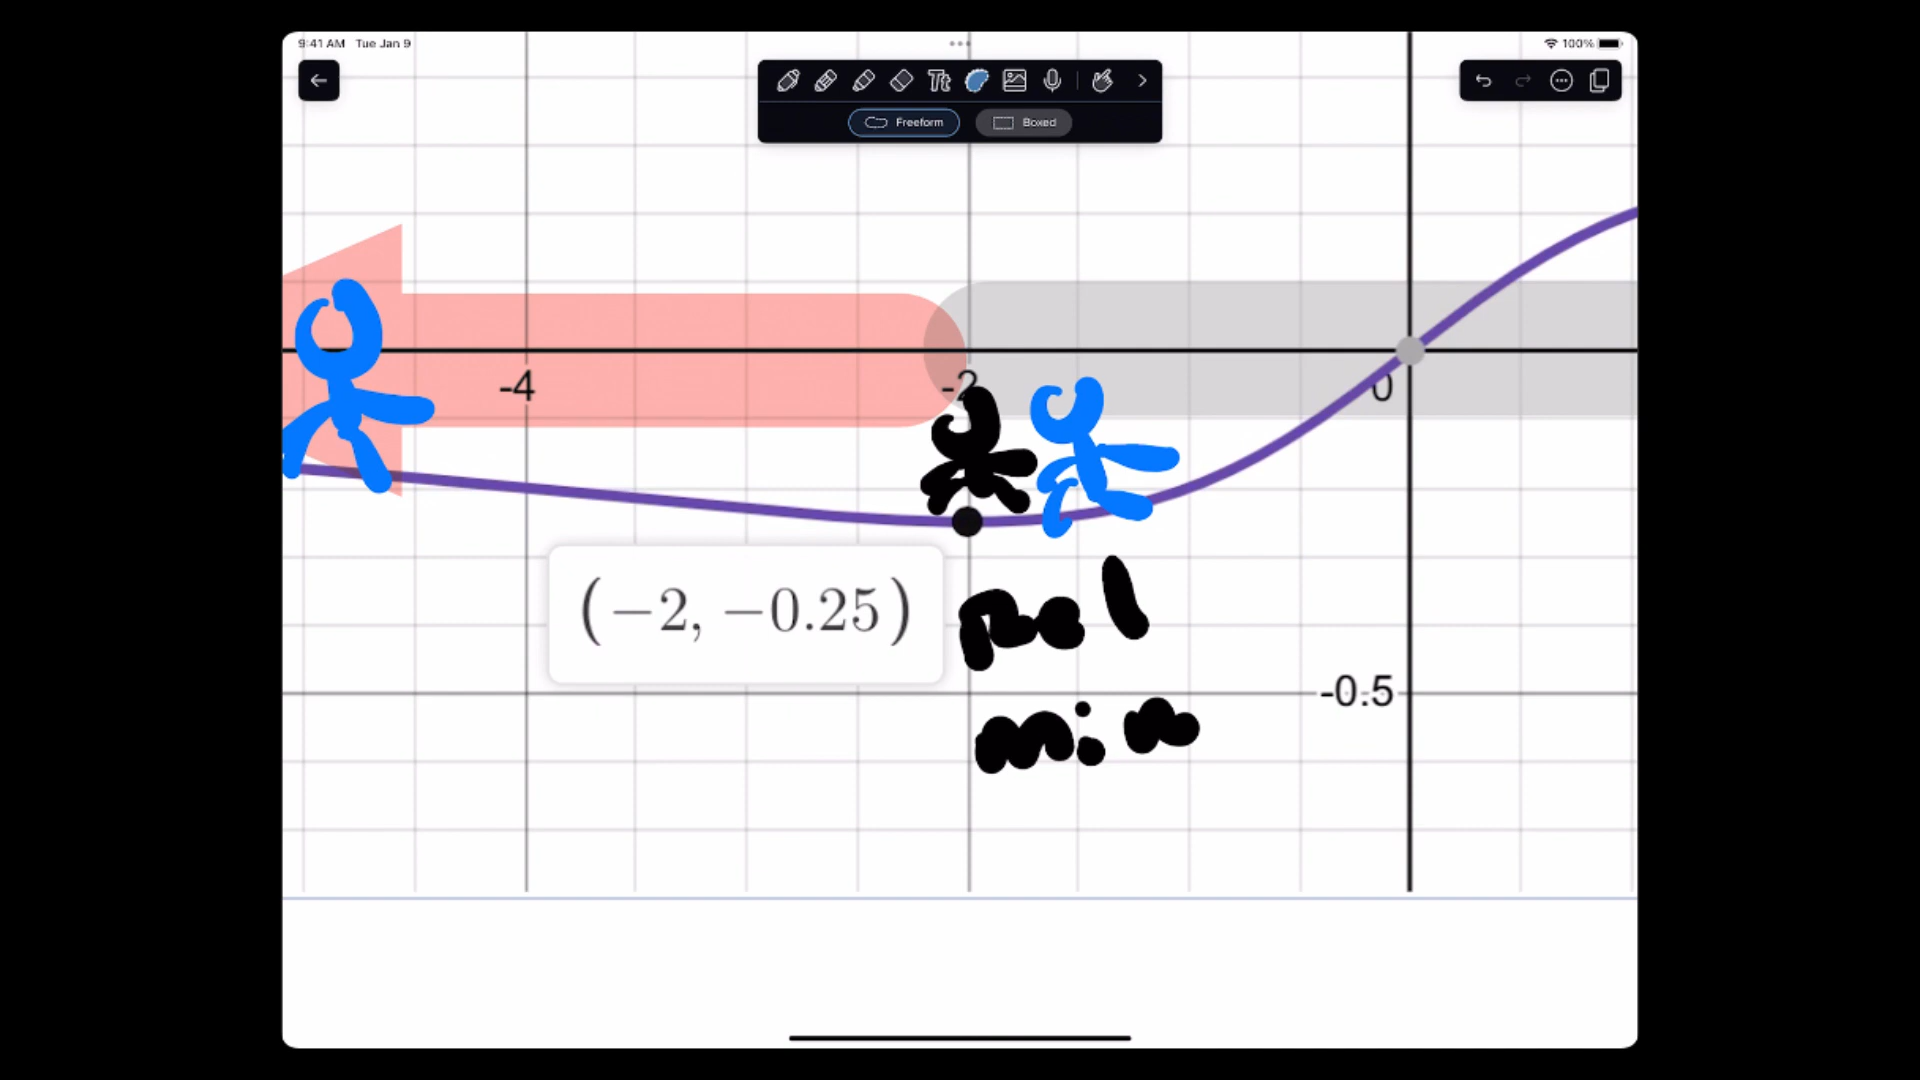 9:41 AM Tue Jan 9
100%
Tt
Freeform Boxed
-4 -2 0
(−2, −0.25)
rel
min
-0.5